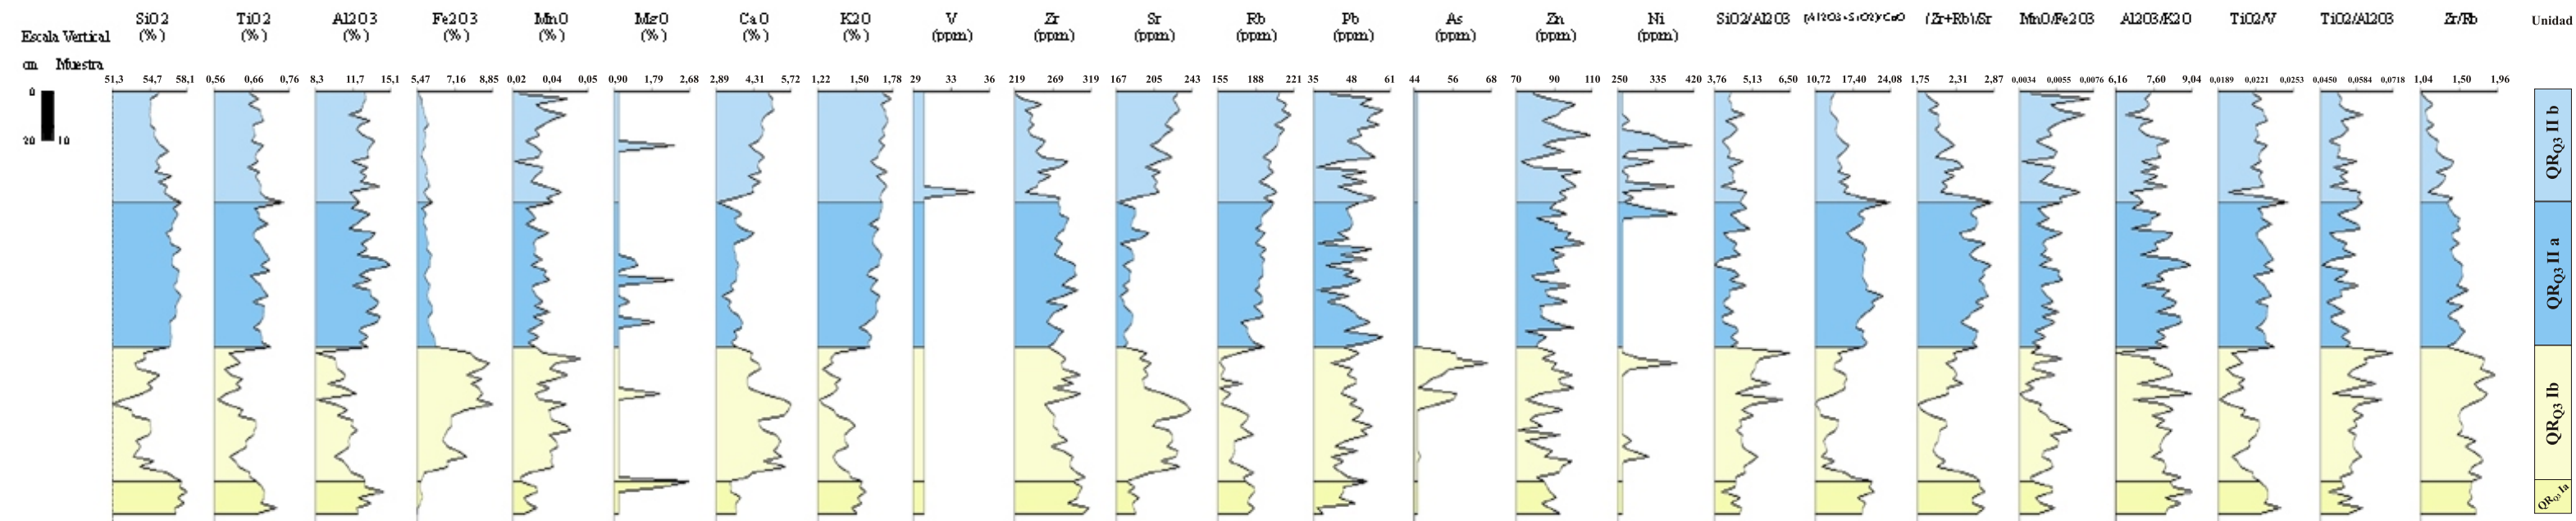 SiO2 TiO2 Al2O3 Fe2O3 MnO MgO CaO K2O V Zr Sr Rb Pb As Zn Ni SiO2/Al2O3 (Al2O3+SiO2)/CaO (Zr+Rb)/Sr MnO/Fe2O3 Al2O3/K2O TiO2/V TiO2/Al2O3 Zr/Rb Unidad
Escala Vertical (%) (%) (%) (%) (%) (%) (%) (%) (ppm) (ppm) (ppm) (ppm) (ppm) (ppm) (ppm) (ppm)
cm Muestra
51,3 54,7 58,1 0,56 0,66 0,76 8,3 11,7 15,1 5,47 7,16 8,85 0,02 0,04 0,05 0,90 1,79 2,68 2,89 4,31 5,72 1,22 1,50 1,78 29 33 36 219 269 319 167 205 243 155 188 221 35 48 61 44 56 68 70 90 110 250 335 420 3,76 5,13 6,50 10,72 17,40 24,08 1,75 2,31 2,87 0,0034 0,0055 0,0076 6,16 7,60 9,04 0,0189 0,0221 0,0253 0,0450 0,0584 0,0718 1,04 1,50 1,96
0
20 10
QRQ3 II b
QRQ3 II a
QRQ3 Ib
QRQ3 Ia